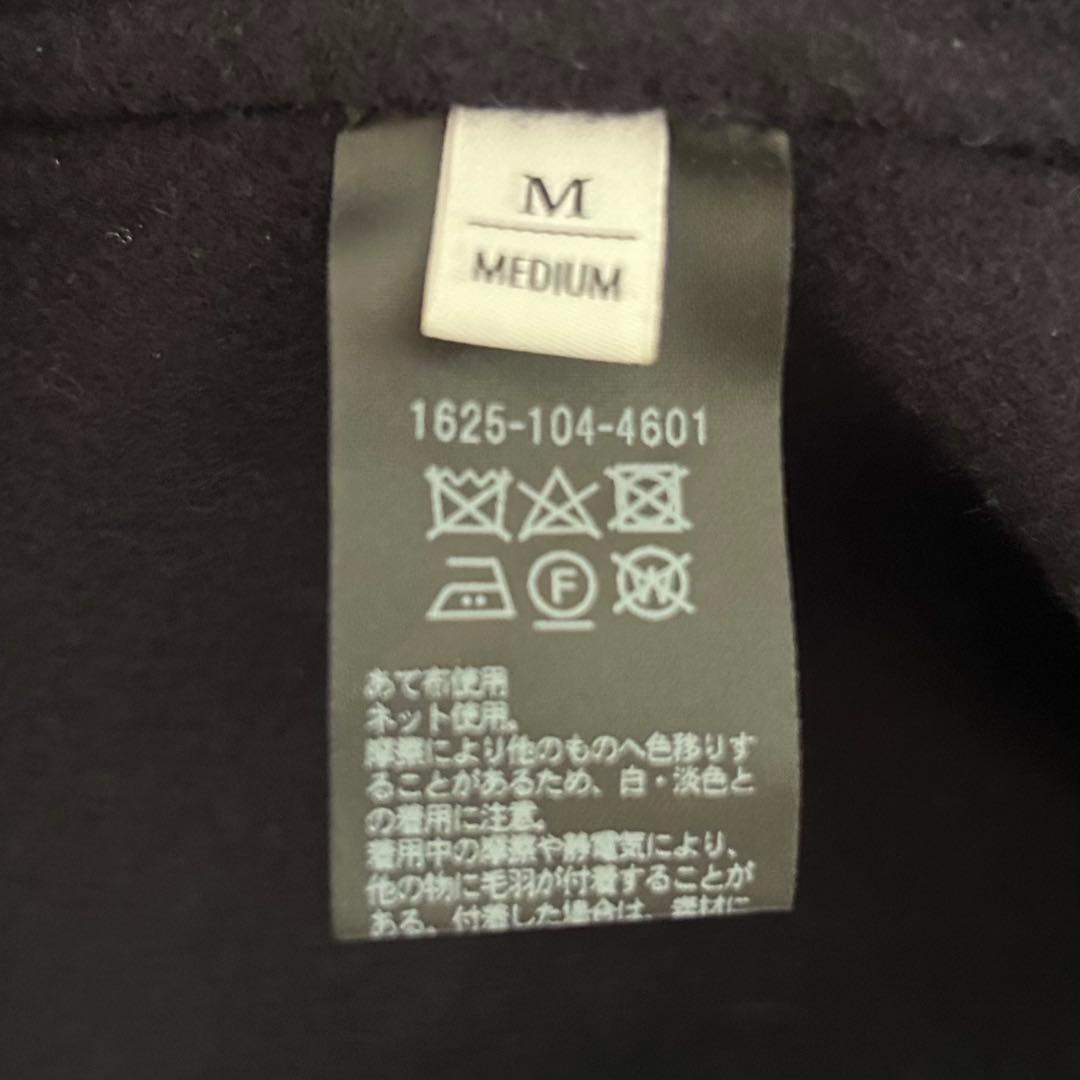 M
MEDIUM
1625-104-4601
F W
あて布使用
ネット使用。
摩擦により他のものへ色移りす
ることがあるため、白・淡色と
の着用に注意。
着用中の摩擦や静電気により、
他の物に毛羽が付着することが
ある。付着した場合は、素材に